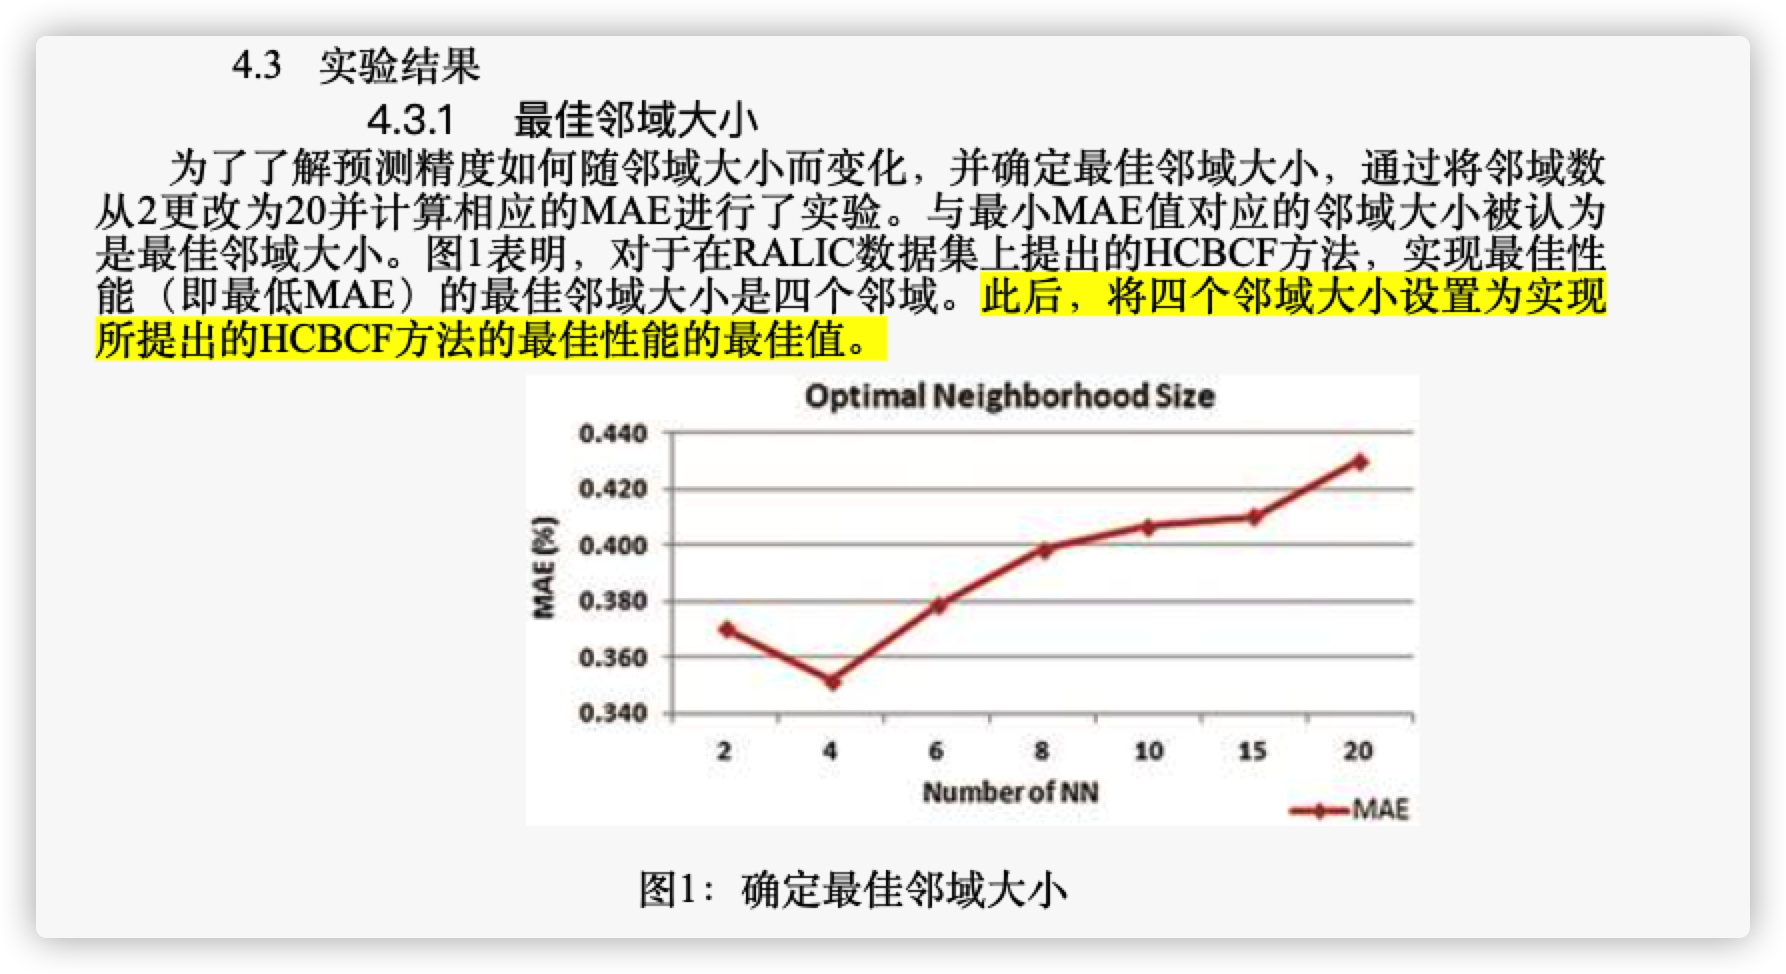 4.3 实验结果
4.3.1 最佳邻域大小
为了了解预测精度如何随邻域大小而变化，并确定最佳邻域大小，通过将邻域数
从2更改为20并计算相应的MAE进行了实验。与最小MAE值对应的邻域大小被认为
是最佳邻域大小。图1表明，对于在RALIC数据集上提出的HCBCF方法，实现最佳性
能（即最低MAE）的最佳邻域大小是四个邻域。此后，将四个邻域大小设置为实现
所提出的HCBCF方法的最佳性能的最佳值。
Optimal Neighborhood Size
0.440
0.420
0.400
0.380
0.360
0.340
MAE (%)
2 4 6 8 10 15 20
Number of NN
MAE
图1：确定最佳邻域大小